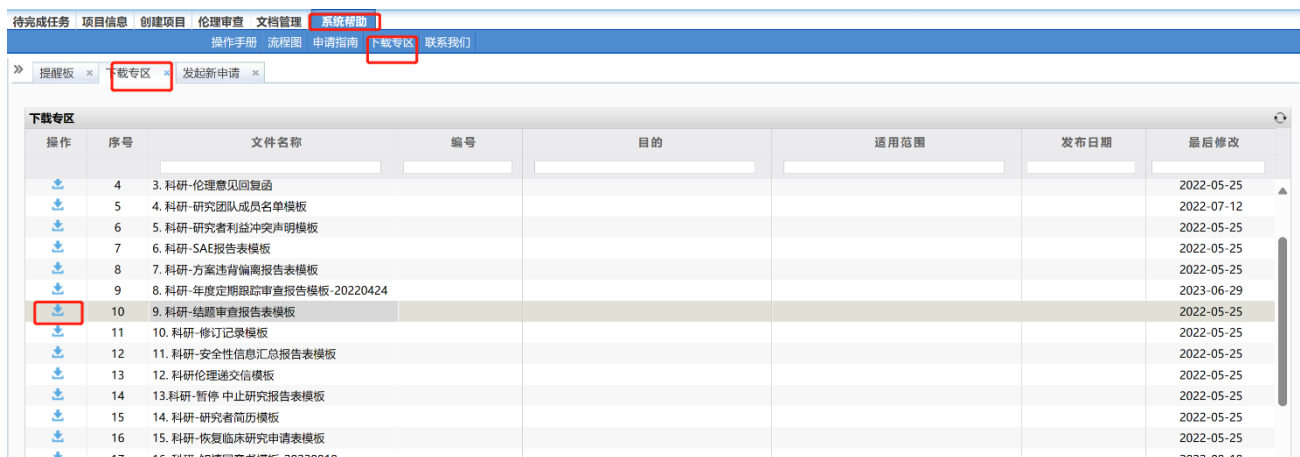 待完成任务 项目信息 创建项目 伦理审查 文档管理 系统帮助
操作手册 流程图 申请指南 下载专区 联系我们
» 提醒板 × 下载专区 × 发起新申请 ×
下载专区
操作 序号 文件名称 编号 目的 适用范围 发布日期 最后修改
4 3. 科研-伦理意见回复函 2022-05-25
5 4. 科研-研究团队成员名单模板 2022-07-12
6 5. 科研-研究者利益冲突声明模板 2022-05-25
7 6. 科研-SAE报告表模板 2022-05-25
8 7. 科研-方案违背偏离报告表模板 2022-05-25
9 8. 科研-年度定期跟踪审查报告模板-20220424 2023-06-29
10 9. 科研-结题审查报告表模板 2022-05-25
11 10. 科研-修订记录模板 2022-05-25
12 11. 科研-安全性信息汇总报告表模板 2022-05-25
13 12. 科研伦理递交信模板 2022-05-25
14 13.科研-暂停 中止研究报告表模板 2022-05-25
15 14. 科研-研究者简历模板 2022-05-25
16 15. 科研-恢复临床研究申请表模板 2022-05-25